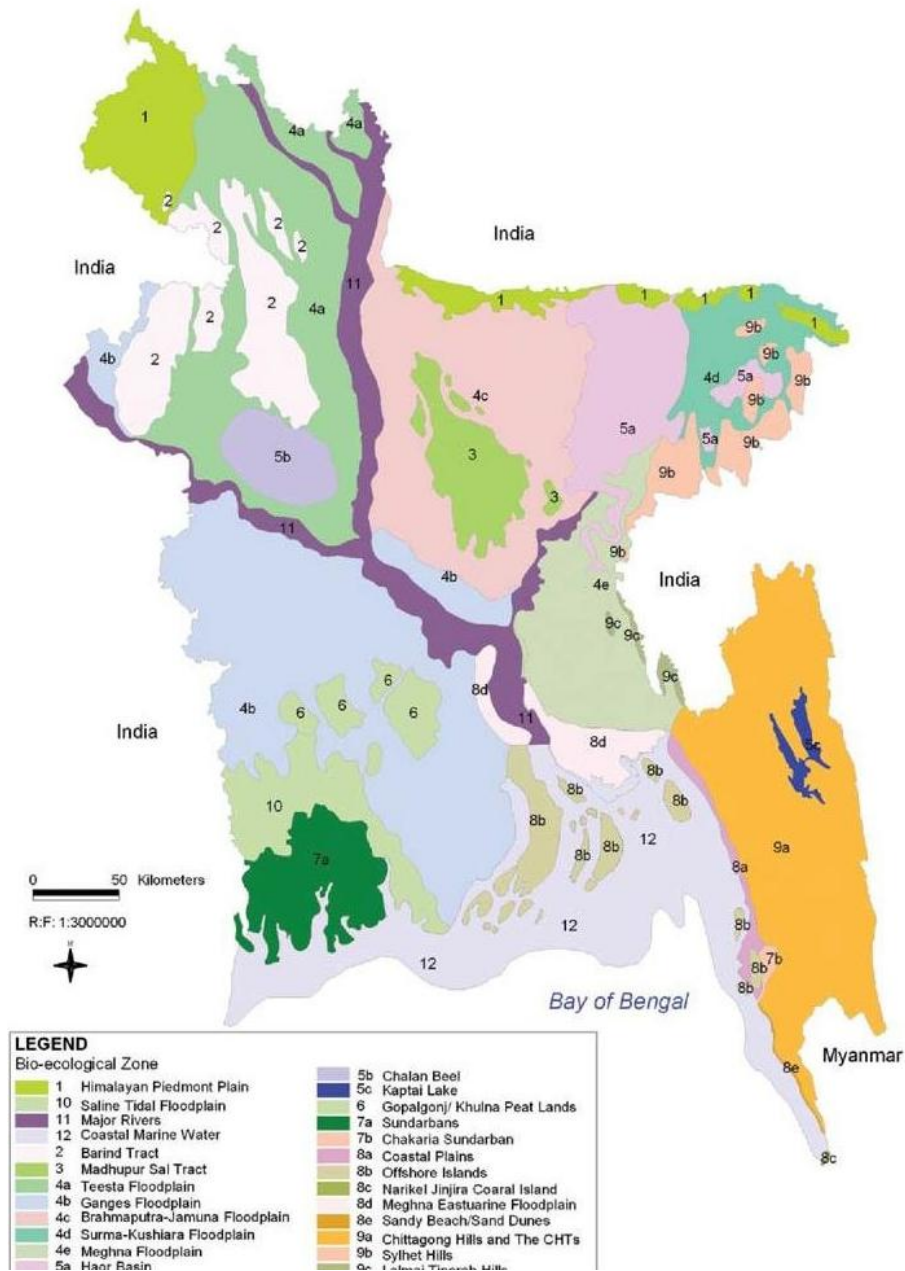 1
4a
4a
2
2
2
2
India
India
11
1
1
1
1
1
2
4a
2
9b
4b
2
9b
9b
4d
5a
4c
9b
5a
5a
9b
5b
3
9b
3
11
9b
4b
4e
India
9c
9c
9c
6
8d
6
6
4b
11
India
8d
5c
8b
8b
8b
10
8b
12
9a
8b
8b
7a
8a
0 50 Kilometers
R:F: 1:3000000
8b
12
N
7b
12
8b
8b
Bay of Bengal
Myanmar
8e
8c
LEGEND
Bio-ecological Zone
1 Himalayan Piedmont Plain
10 Saline Tidal Floodplain
11 Major Rivers
12 Coastal Marine Water
2 Barind Tract
3 Madhupur Sal Tract
4a Teesta Floodplain
4b Ganges Floodplain
4c Brahmaputra-Jamuna Floodplain
4d Surma-Kushiara Floodplain
4e Meghna Floodplain
5a Haor Basin
5b Chalan Beel
5c Kaptai Lake
6 Gopalgonj/ Khulna Peat Lands
7a Sundarbans
7b Chakaria Sundarban
8a Coastal Plains
8b Offshore Islands
8c Narikel Jinjira Coaral Island
8d Meghna Eastuarine Floodplain
8e Sandy Beach/Sand Dunes
9a Chittagong Hills and The CHTs
9b Sylhet Hills
9c Lalmai Tipperah Hills